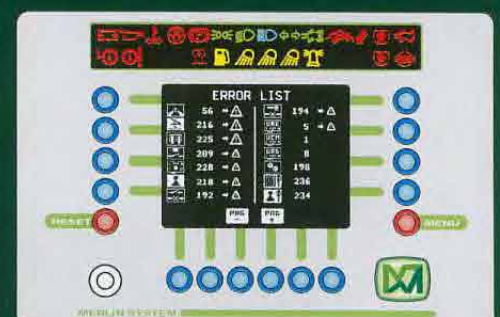 ERROR LIST
56
216
225
209
228
218
192
194
5
1
8
198
236
234
PAG -
PAG +
RESET
MENU
MERLIN SYSTEM